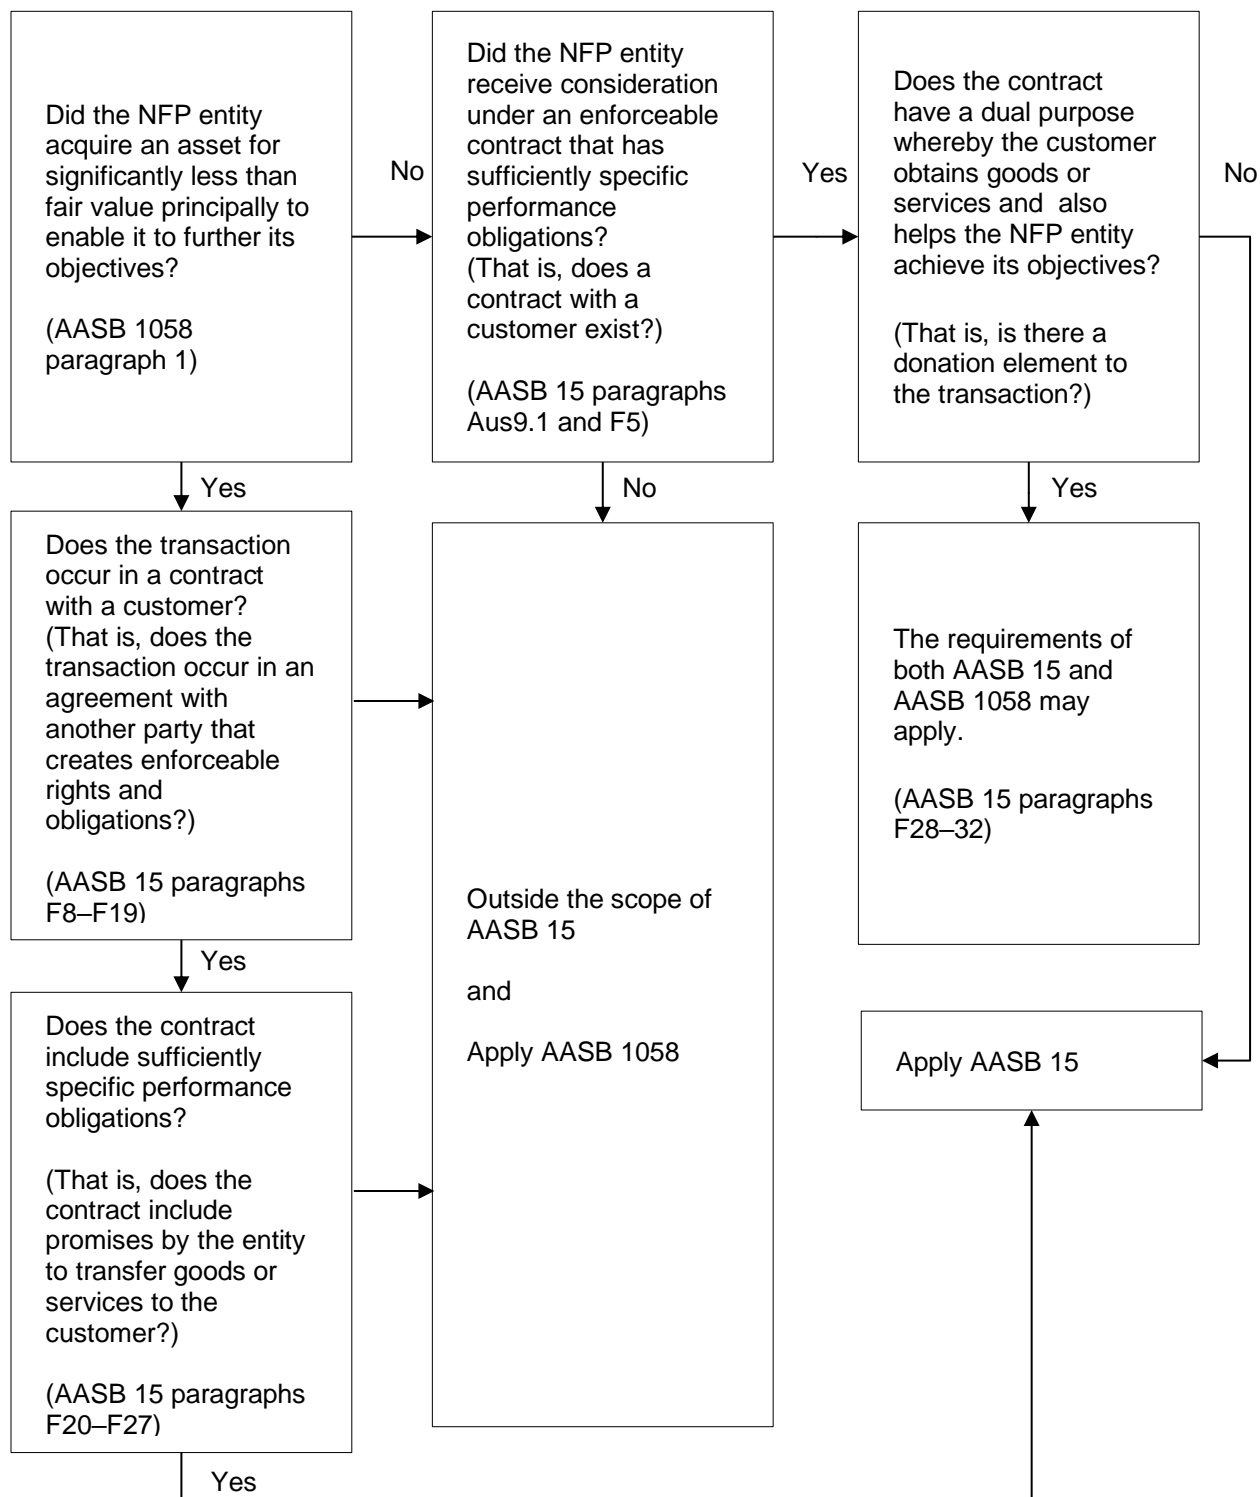 Did the NFP entity
acquire an asset for
significantly less than
fair value principally to
enable it to further its
objectives?
(AASB 1058
paragraph 1)
No
Did the NFP entity
receive consideration
under an enforceable
contract that has
sufficiently specific
performance
obligations?
(That is, does a
contract with a
customer exist?)
(AASB 15 paragraphs
Aus9.1 and F5)
Yes
Does the contract
have a dual purpose
whereby the customer
obtains goods or
services and also
helps the NFP entity
achieve its objectives?
(That is, is there a
donation element to
the transaction?)
No
Yes
No
Yes
Does the transaction
occur in a contract
with a customer?
(That is, does the
transaction occur in an
agreement with
another party that
creates enforceable
rights and
obligations?)
(AASB 15 paragraphs
F8–F19)
Outside the scope of
AASB 15
and
Apply AASB 1058
The requirements of
both AASB 15 and
AASB 1058 may
apply.
(AASB 15 paragraphs
F28–32)
Yes
Does the contract
include sufficiently
specific performance
obligations?
(That is, does the
contract include
promises by the entity
to transfer goods or
services to the
customer?)
(AASB 15 paragraphs
F20–F27)
Apply AASB 15
Yes